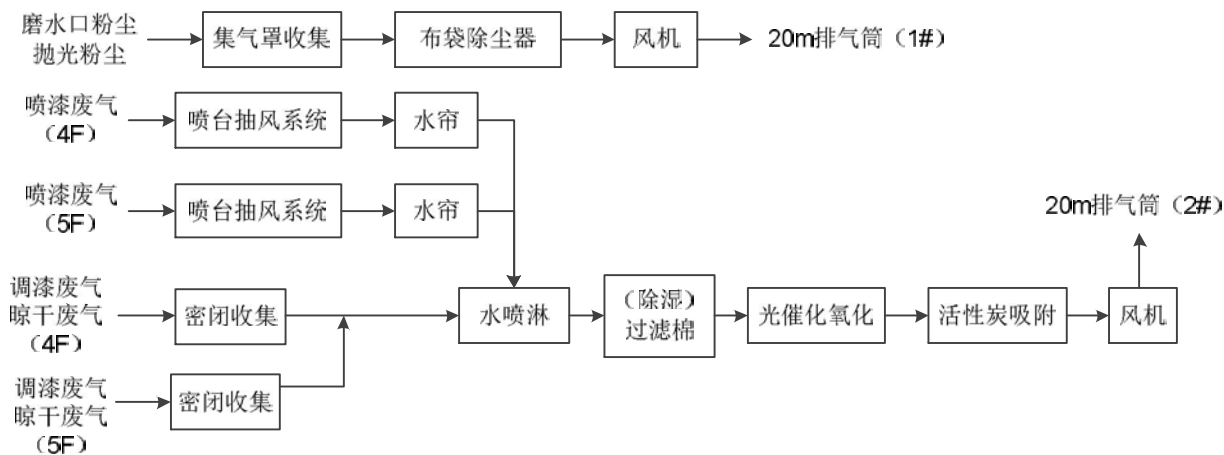 磨水口粉尘
抛光粉尘
集气罩收集
布袋除尘器
风机
20m排气筒（1#）
喷漆废气
（4F）
喷台抽风系统
水帘
喷漆废气
（5F）
喷台抽风系统
水帘
20m排气筒（2#）
调漆废气
晾干废气
（4F）
密闭收集
水喷淋
（除湿）
过滤棉
光催化氧化
活性炭吸附
风机
调漆废气
晾干废气
（5F）
密闭收集